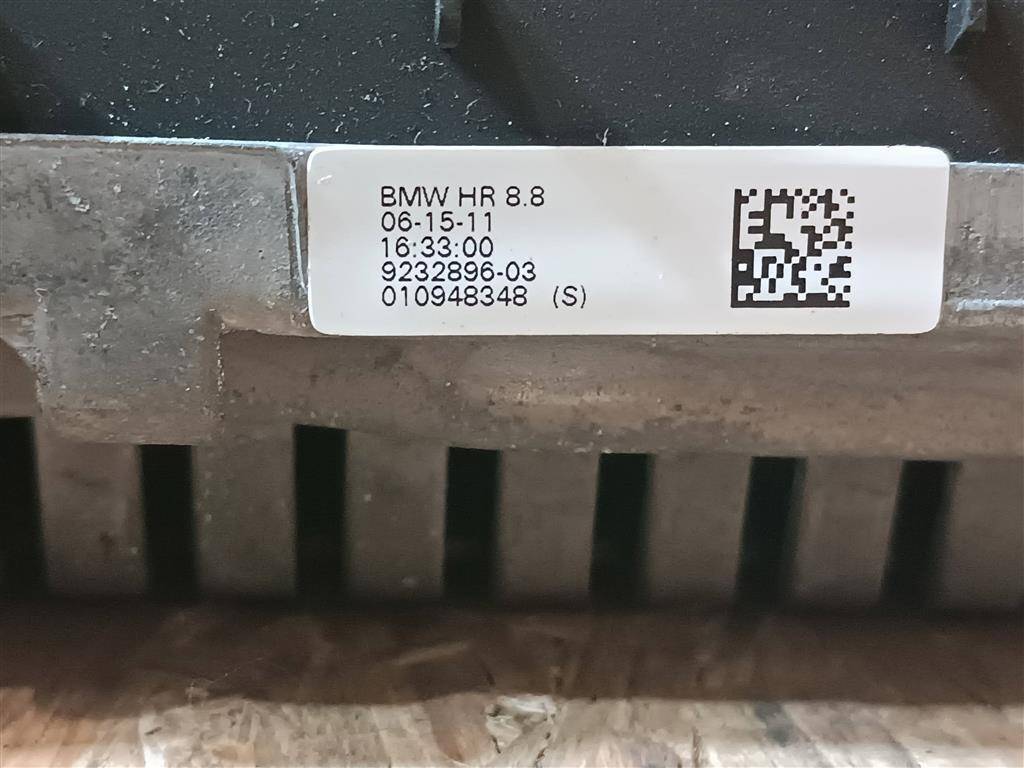 BMW HR 8.8
06-15-11
16:33:00
9232896-03
010948348 (S)